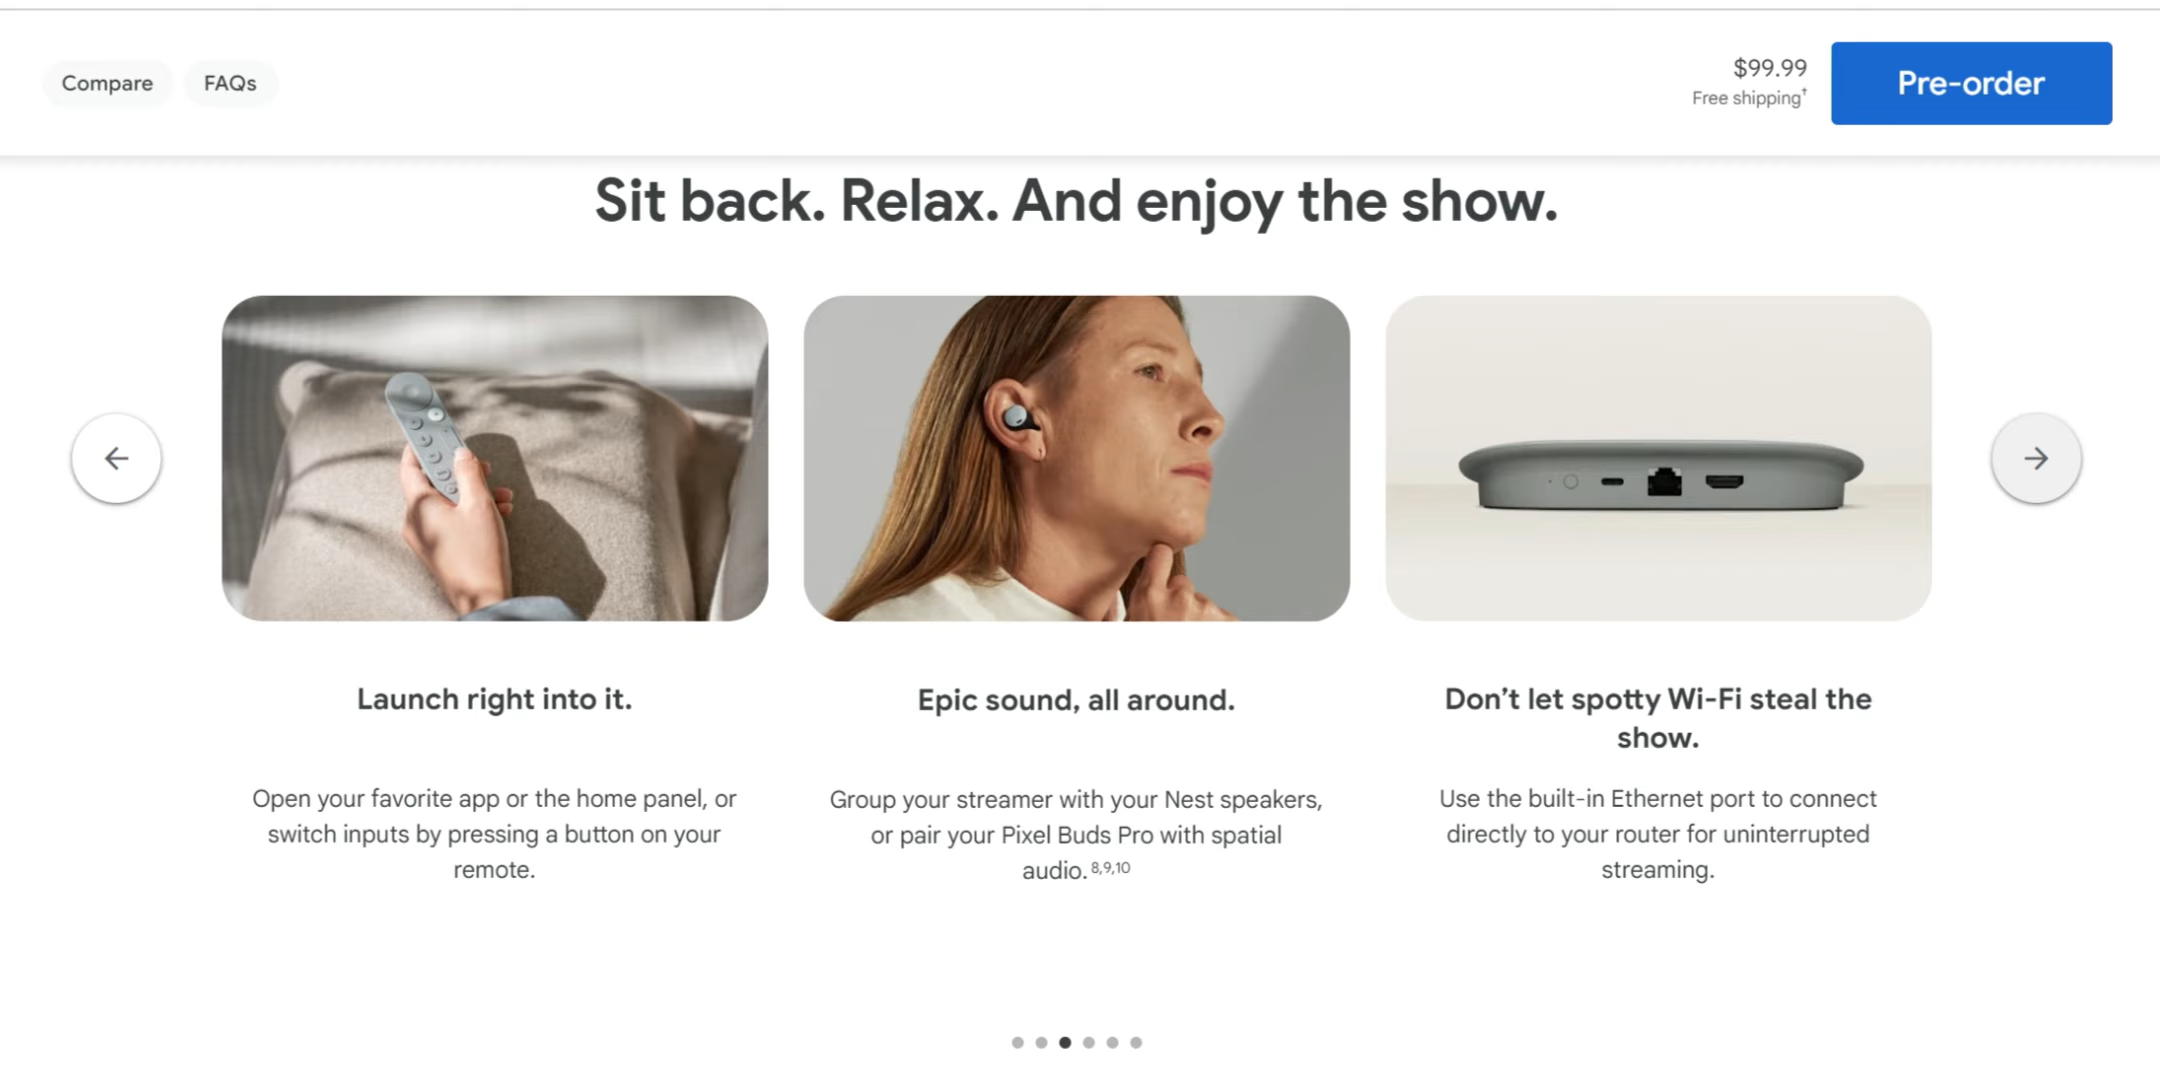 Compare
FAQs
$99.99
Free shipping†
Pre-order
Sit back. Relax. And enjoy the show.
Launch right into it.
Open your favorite app or the home panel, or
switch inputs by pressing a button on your
remote.
Epic sound, all around.
Group your streamer with your Nest speakers,
or pair your Pixel Buds Pro with spatial
audio. 8,9,10
Don’t let spotty Wi-Fi steal the
show.
Use the built-in Ethernet port to connect
directly to your router for uninterrupted
streaming.